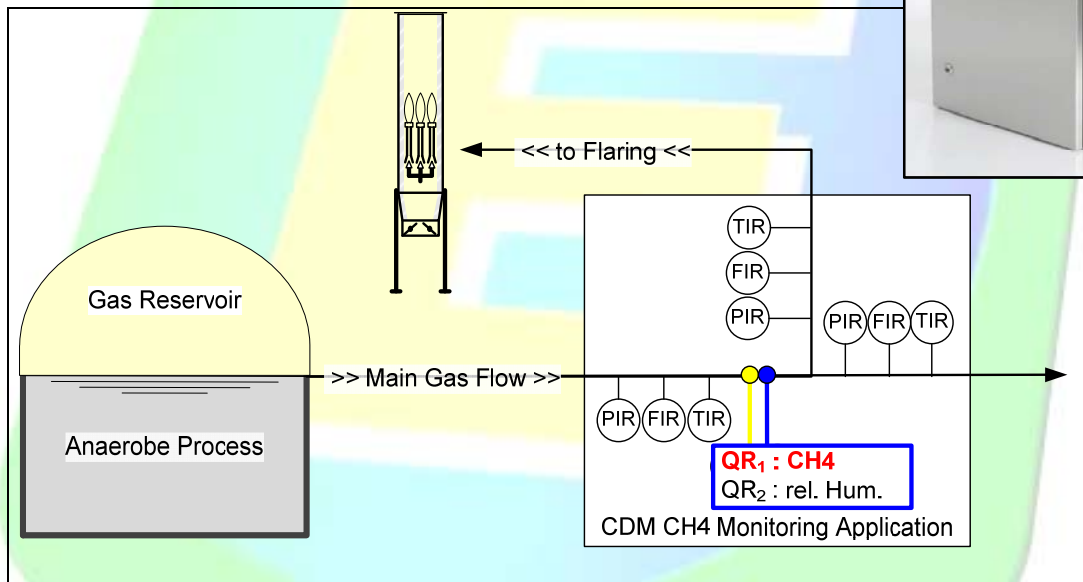 << to Flaring <<
TIR
FIR
PIR
Gas Reservoir
PIR FIR TIR
>> Main Gas Flow >>
PIR FIR TIR
Anaerobe Process
QR₁ : CH4
QR₂ : rel. Hum.
CDM CH4 Monitoring Application